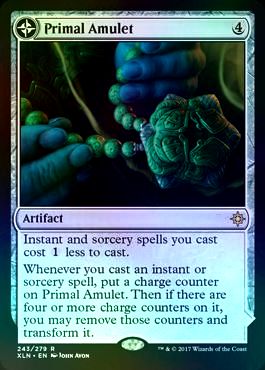 Primal Amulet 4
Artifact
Instant and sorcery spells you cast
cost 1 less to cast.
Whenever you cast an instant or
sorcery spell, put a charge counter
on Primal Amulet. Then if there are
four or more charge counters on it,
you may remove those counters and
transform it.
243/279 R
XLN • EN John Avon
™ & © 2017 Wizards of the Coast